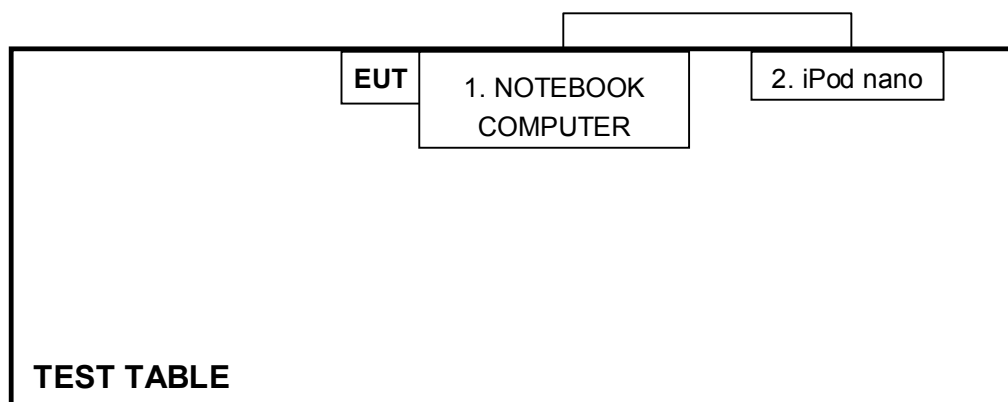 EUT
1. NOTEBOOK
COMPUTER
2. iPod nano
TEST TABLE